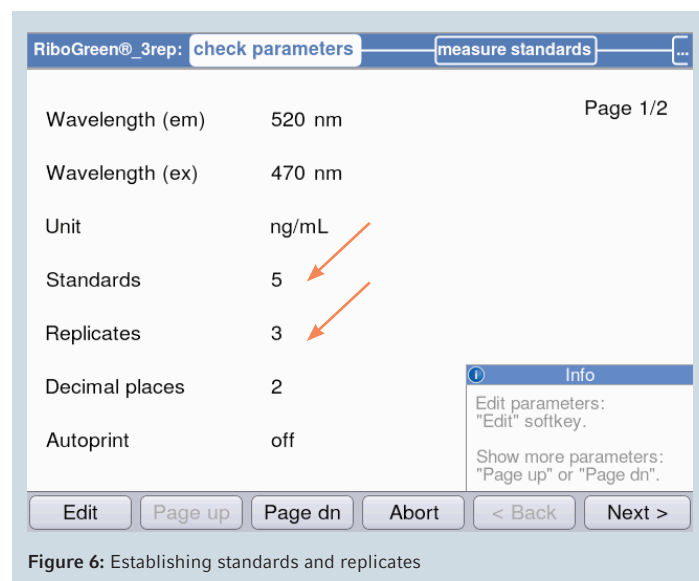 RiboGreen®_3rep: check parameters measure standards ...
Page 1/2
Wavelength (em) 520 nm
Wavelength (ex) 470 nm
Unit ng/mL
Standards 5
Replicates 3
Decimal places 2
Autoprint off
i Info
Edit parameters:
"Edit" softkey.
Show more parameters:
"Page up" or "Page dn".
Edit Page up Page dn Abort < Back Next >
Figure 6: Establishing standards and replicates